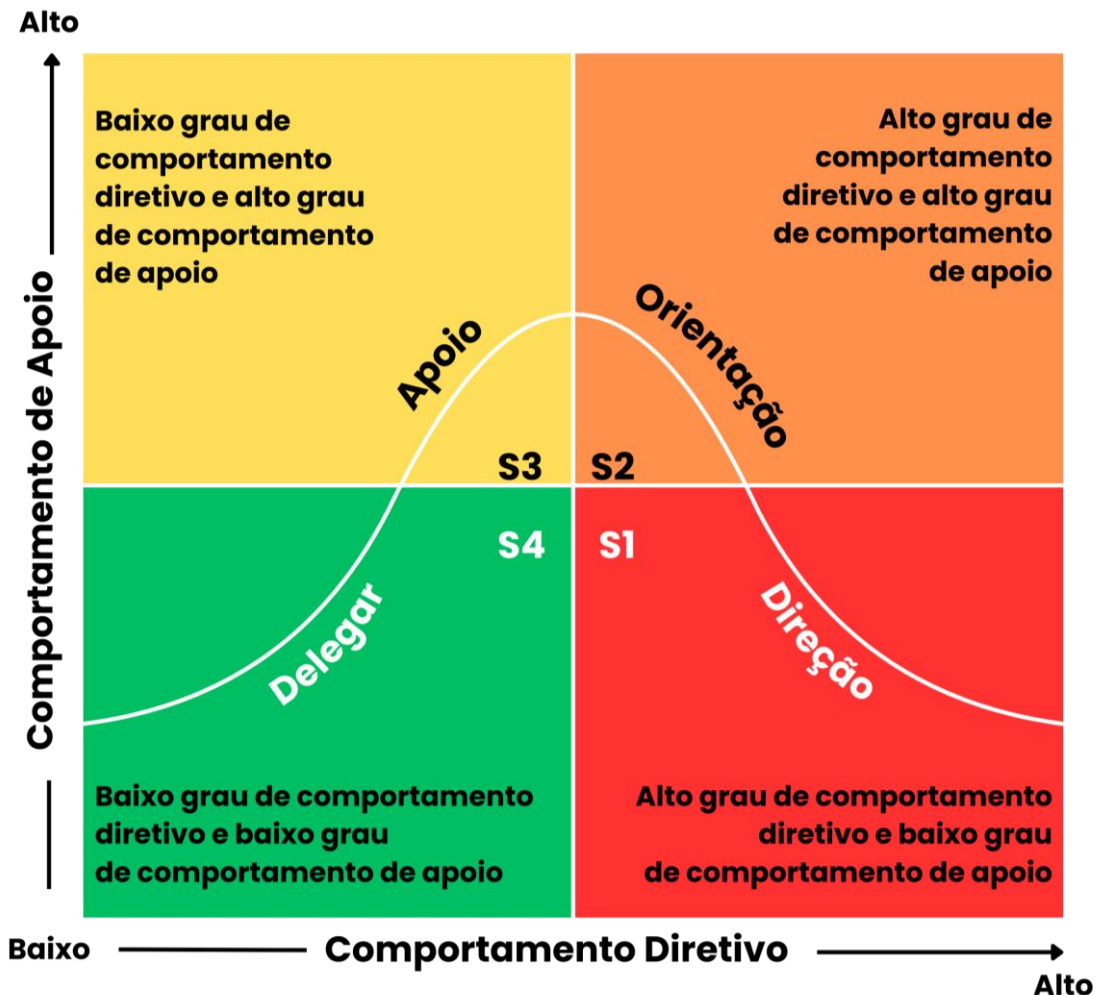 Alto
Baixo grau de
comportamento
diretivo e alto grau
de comportamento
de apoio
Alto grau de
comportamento
diretivo e alto grau
de comportamento
de apoio
Comportamento de Apoio
Apoio
Orientação
S3
S2
S4
S1
Delegar
Direção
Baixo grau de comportamento
diretivo e baixo grau
de comportamento de apoio
Alto grau de comportamento
diretivo e baixo grau
de comportamento de apoio
Baixo
Comportamento Diretivo
Alto